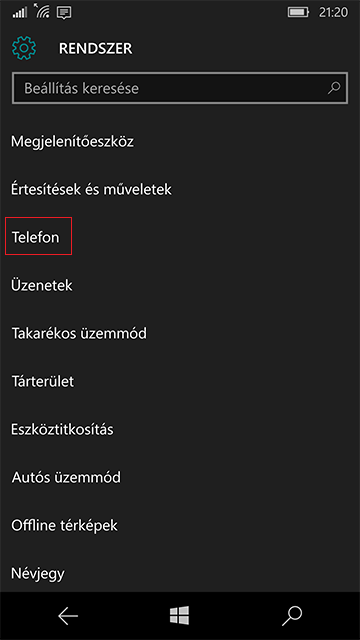 21:20
RENDSZER
Beállítás keresése
Megjelenítőeszköz
Értesítések és műveletek
Telefon
Üzenetek
Takarékos üzemmód
Tárterület
Eszköztitkosítás
Autós üzemmód
Offline térképek
Névjegy